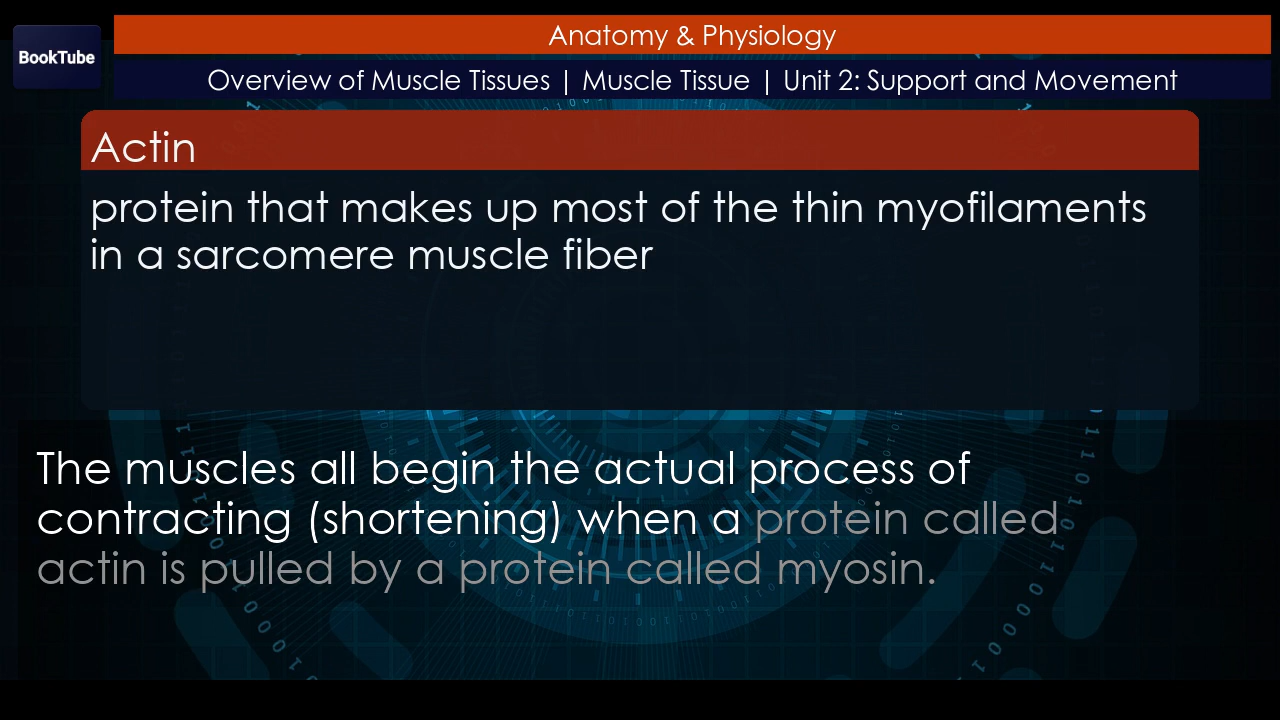 BookTube
Anatomy & Physiology
Overview of Muscle Tissues | Muscle Tissue | Unit 2: Support and Movement
Actin
protein that makes up most of the thin myofilaments
in a sarcomere muscle fiber
The muscles all begin the actual process of
contracting (shortening) when a protein called
actin is pulled by a protein called myosin.